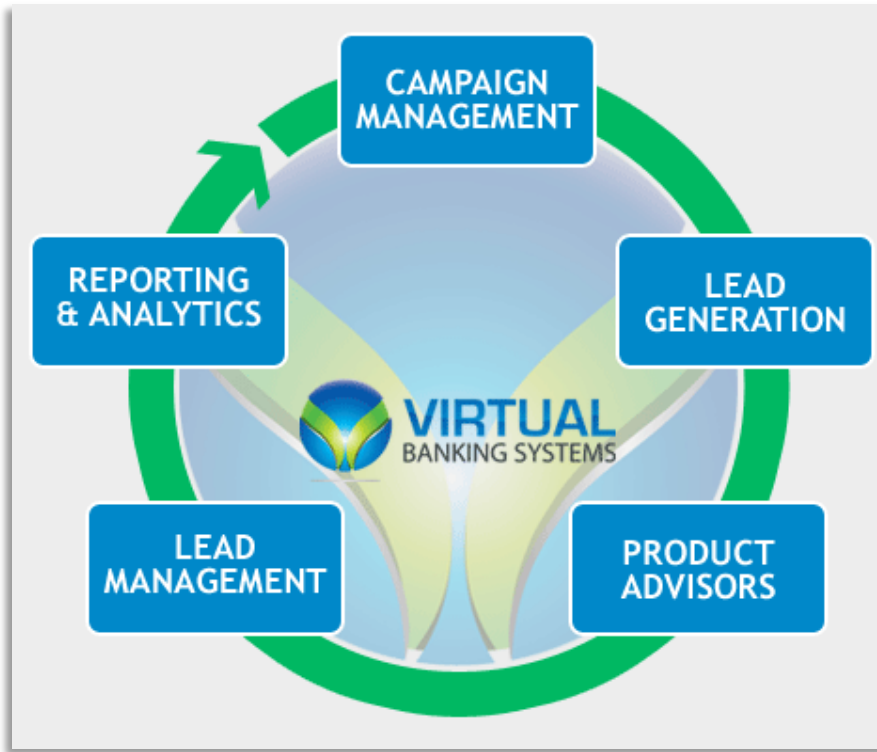 CAMPAIGN
MANAGEMENT
LEAD
GENERATION
PRODUCT
ADVISORS
LEAD
MANAGEMENT
REPORTING
& ANALYTICS
VIRTUAL
BANKING SYSTEMS